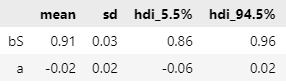 mean sd hdi_5.5% hdi_94.5%
bS 0.91 0.03 0.86 0.96
a -0.02 0.02 -0.06 0.02